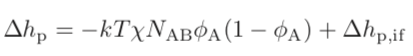 Δh_p = −kTχN_AB ϕ_A(1 − ϕ_A) + Δh_p,if